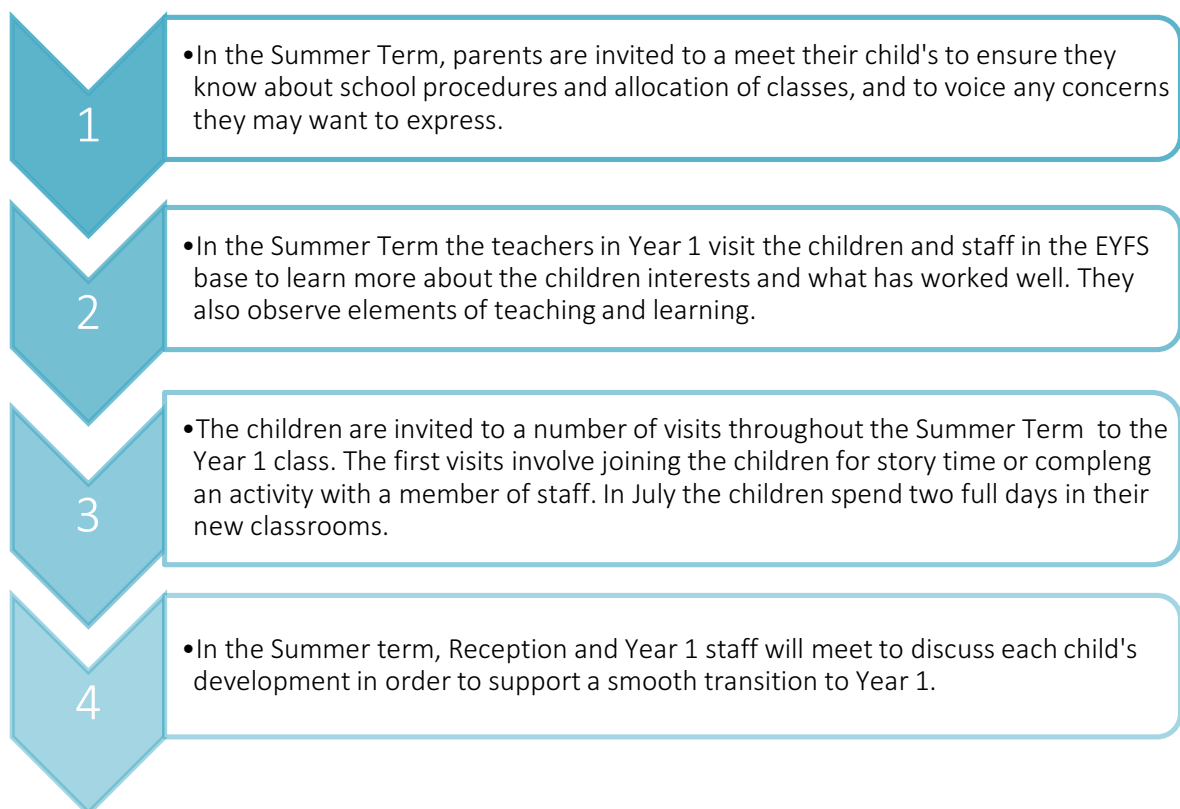 1
•In the Summer Term, parents are invited to a meet their child's to ensure they
know about school procedures and allocation of classes, and to voice any concerns
they may want to express.
2
•In the Summer Term the teachers in Year 1 visit the children and staff in the EYFS
base to learn more about the children interests and what has worked well. They
also observe elements of teaching and learning.
3
•The children are invited to a number of visits throughout the Summer Term to the
Year 1 class. The first visits involve joining the children for story time or compleng
an activity with a member of staff. In July the children spend two full days in their
new classrooms.
4
•In the Summer term, Reception and Year 1 staff will meet to discuss each child's
development in order to support a smooth transition to Year 1.